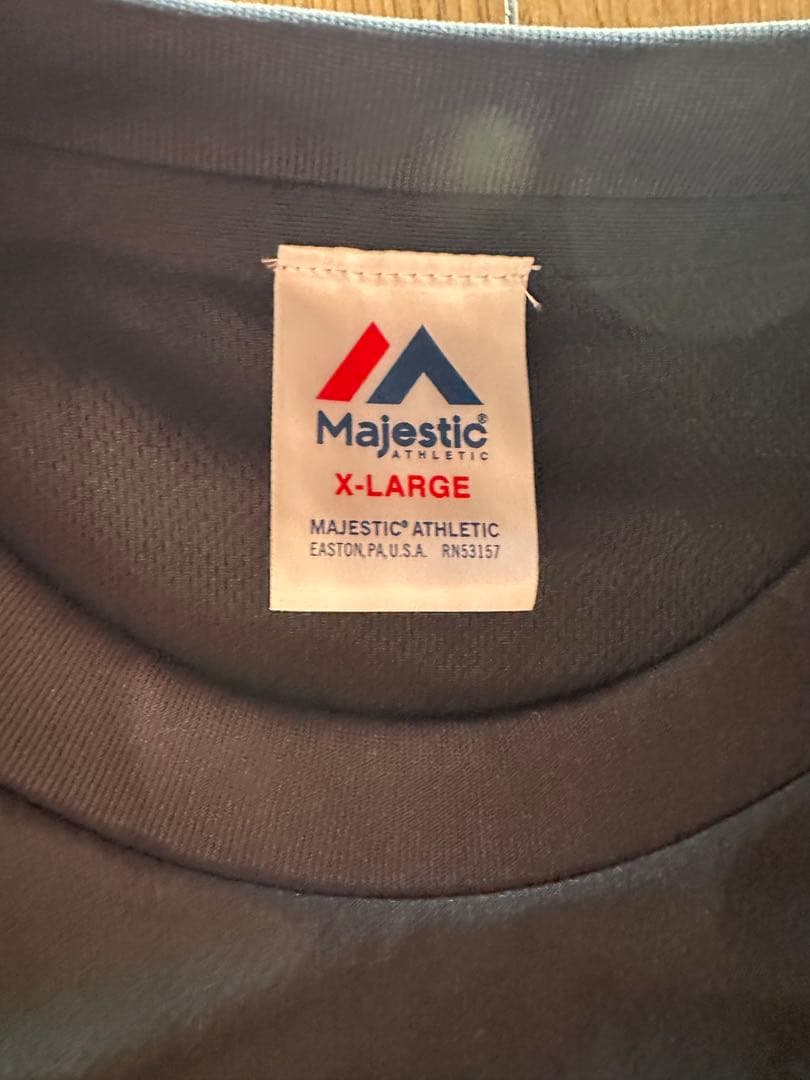 Majestic®
ATHLETIC
X-LARGE
MAJESTIC® ATHLETIC
EASTON, PA, U.S.A. RN53157